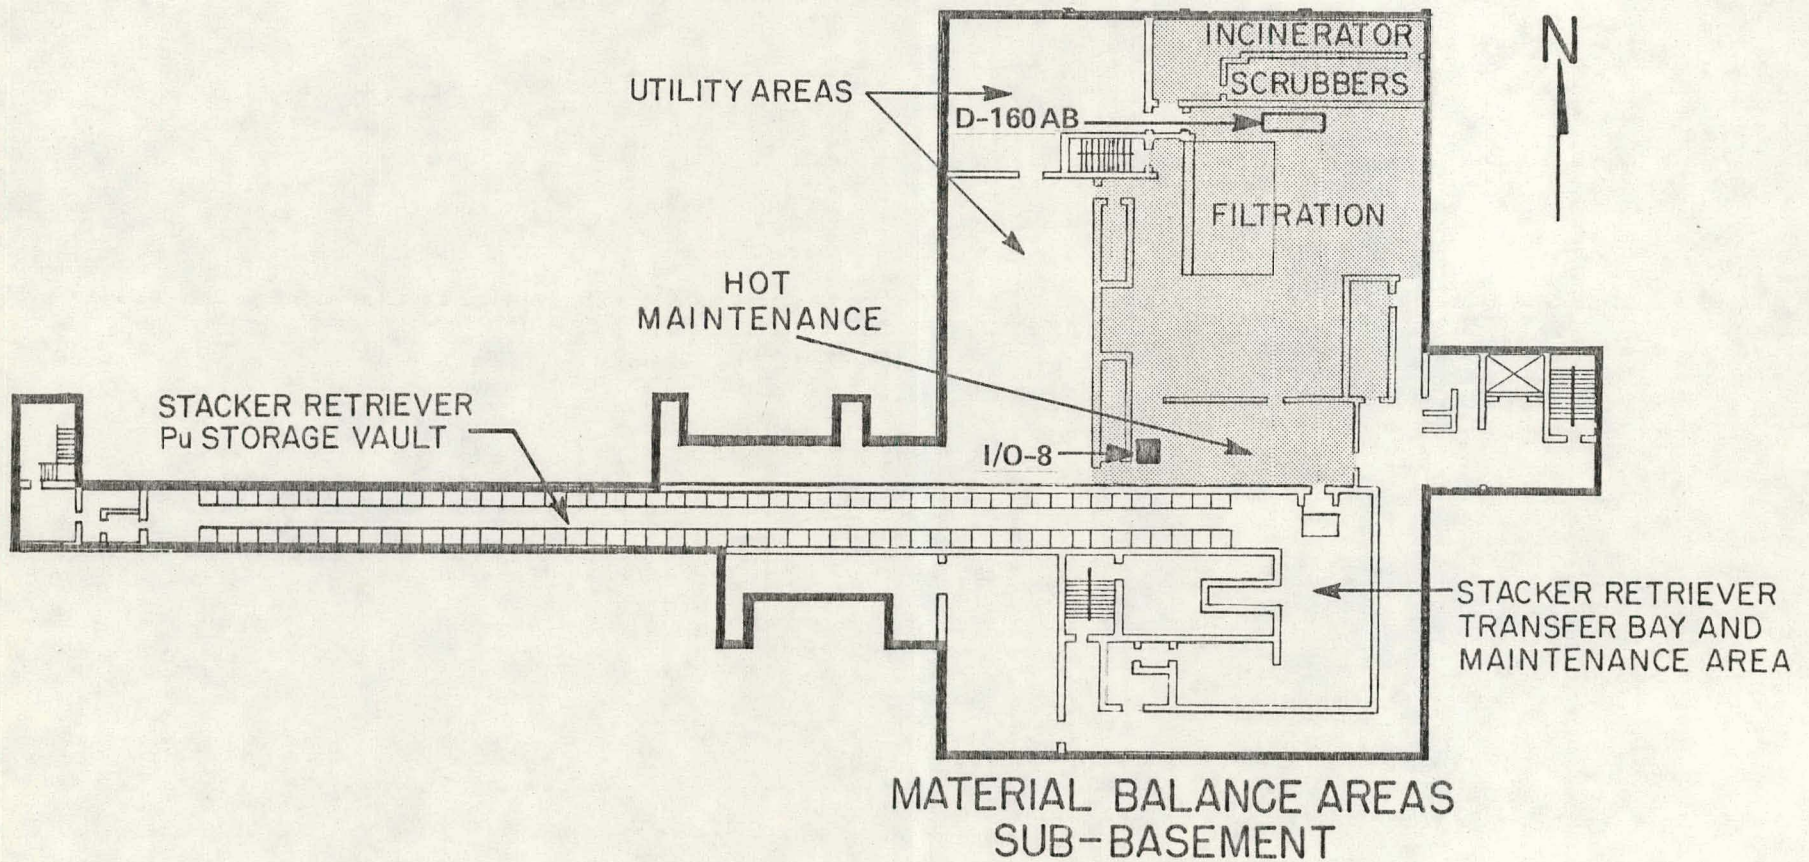 INCINERATOR
SCRUBBERS
N
UTILITY AREAS
D-160 AB
FILTRATION
HOT
MAINTENANCE
STACKER RETRIEVER
Pu STORAGE VAULT
I/O-8
STACKER RETRIEVER
TRANSFER BAY AND
MAINTENANCE AREA
MATERIAL BALANCE AREAS
SUB-BASEMENT